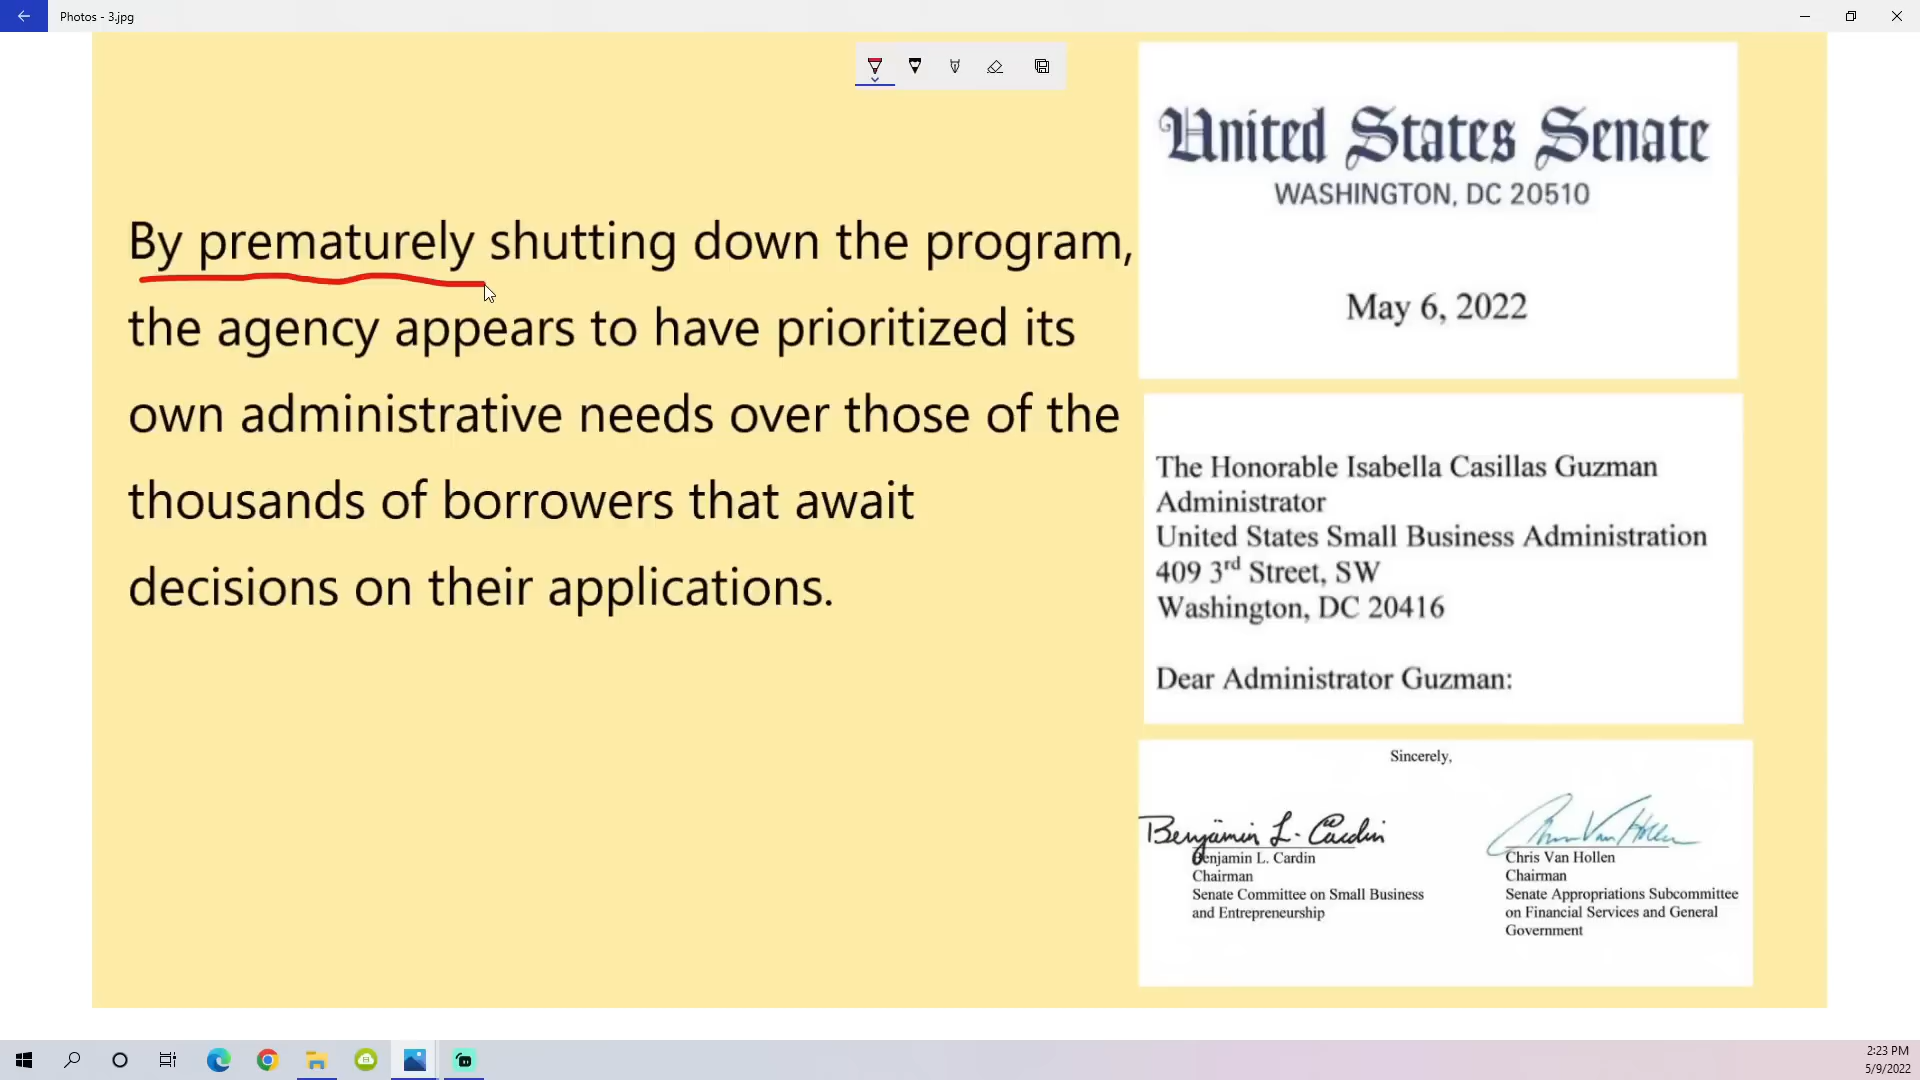 Photos - 3.jpg
By prematurely shutting down the program,
the agency appears to have prioritized its
own administrative needs over those of the
thousands of borrowers that await
decisions on their applications.
United States Senate
WASHINGTON, DC 20510
May 6, 2022
The Honorable Isabella Casillas Guzman
Administrator
United States Small Business Administration
409 3rd Street, SW
Washington, DC 20416
Dear Administrator Guzman:
Sincerely,
Benjamin L. Cardin
Benjamin L. Cardin
Chairman
Senate Committee on Small Business
and Entrepreneurship
Chris Van Hollen
Chris Van Hollen
Chairman
Senate Appropriations Subcommittee
on Financial Services and General
Government
2:23 PM
5/9/2022